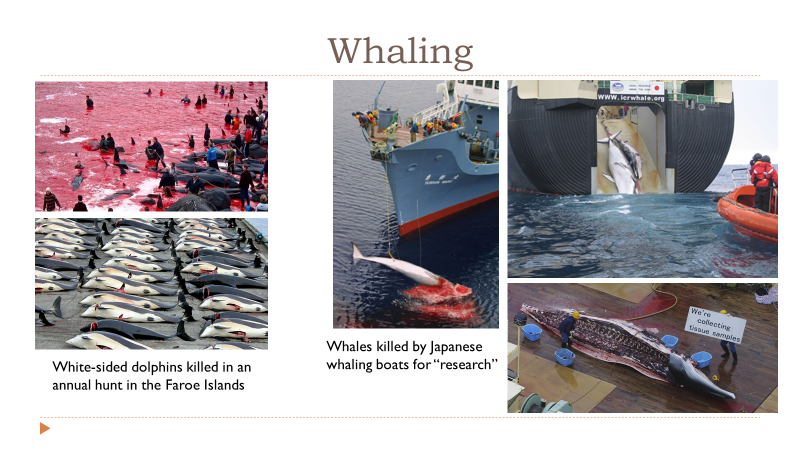 Whaling
www.icrwhale.org
We're
collecting
tissue samples
Whales killed by Japanese
whaling boats for “research”
White-sided dolphins killed in an
annual hunt in the Faroe Islands